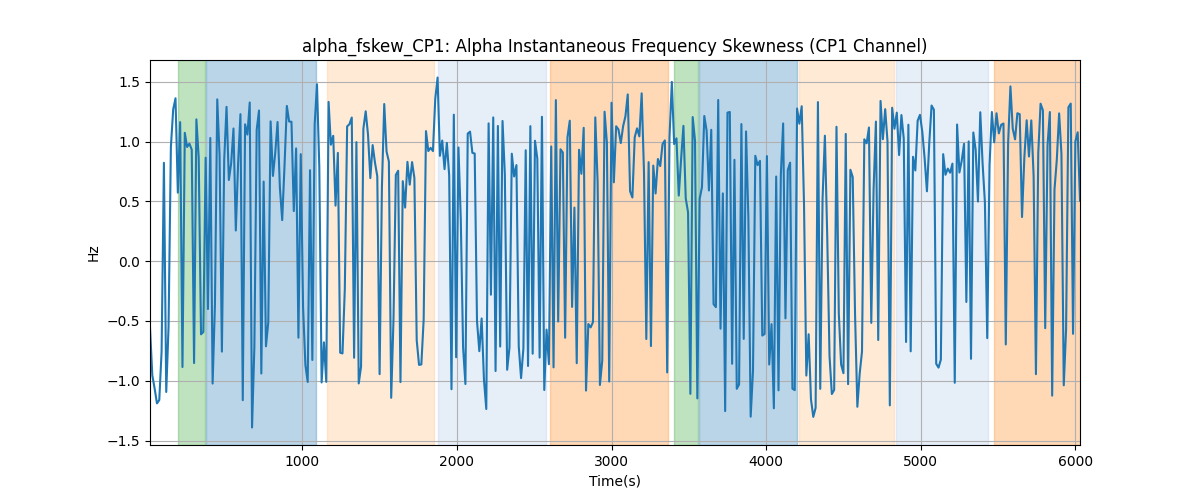 alpha_fskew_CP1: Alpha Instantaneous Frequency Skewness (CP1 Channel)
1.5
1.0
0.5
0.0
−0.5
−1.0
−1.5
Hz
1000 2000 3000 4000 5000 6000
Time(s)